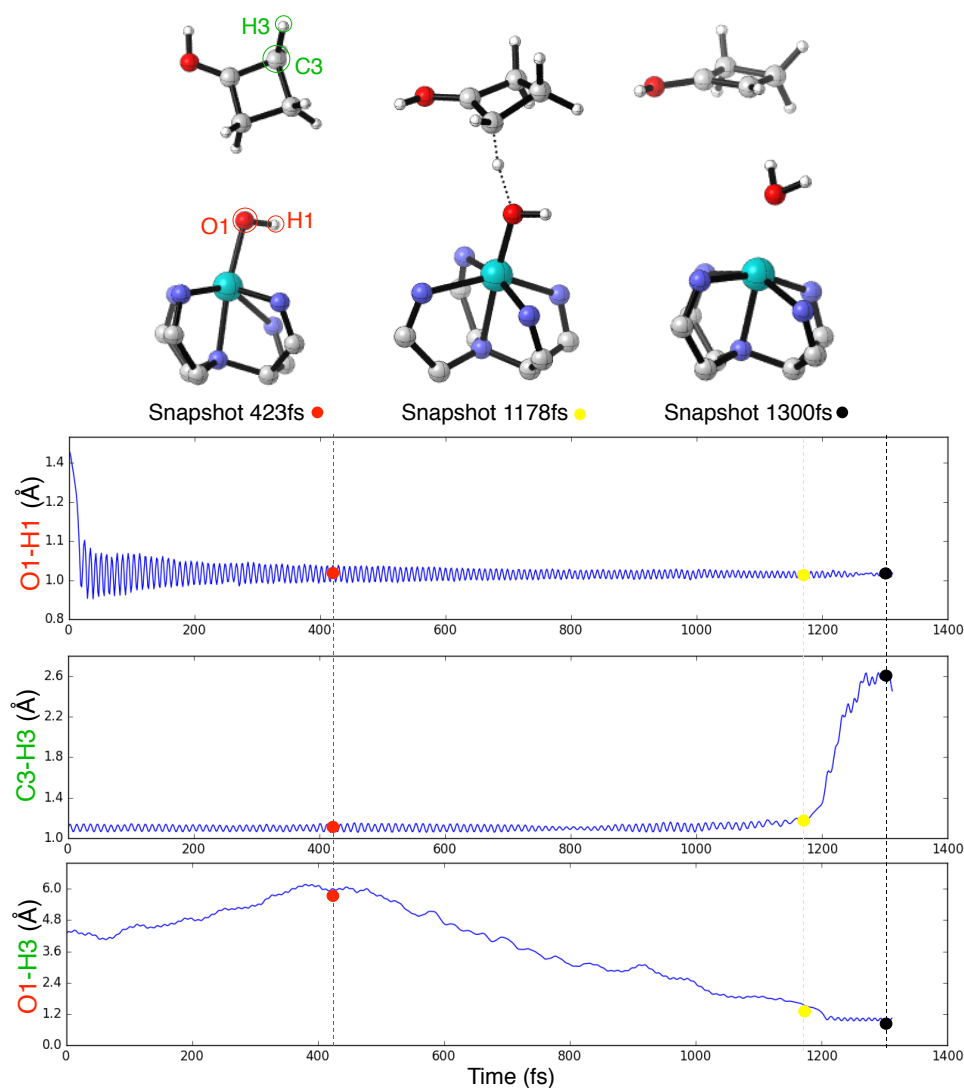 H3
C3
O1
H1
Snapshot 423fs
Snapshot 1178fs
Snapshot 1300fs
O1-H1 (Å)
1.4
1.2
1.1
1.0
0.8
0 200 400 600 800 1000 1200 1400
C3-H3 (Å)
2.6
2.2
1.8
1.4
1.0
0 200 400 600 800 1000 1200 1400
O1-H3 (Å)
6.0
4.8
3.6
2.4
1.2
0.0
0 200 400 600 800 1000 1200 1400
Time (fs)